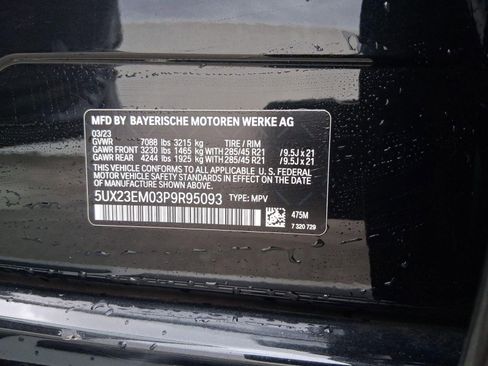 MFD BY BAYERISCHE MOTOREN WERKE AG
03/23
GVWR 7088 lbs 3215 kg TIRE / RIM
GAWR FRONT 3230 lbs 1465 kg WITH 285/45 R21 /9.5J x 21
GAWR REAR 4244 lbs 1925 kg WITH 285/45 R21 /9.5J x 21
THIS VEHICLE CONFORMS TO ALL APPLICABLE U. S. FEDERAL
MOTOR VEHICLE SAFETY STANDARDS IN EFFECT ON THE
DATE OF MANUFACTURE SHOWN ABOVE.
5UX23EM03P9R95093 TYPE: MPV
475M
7 320 729